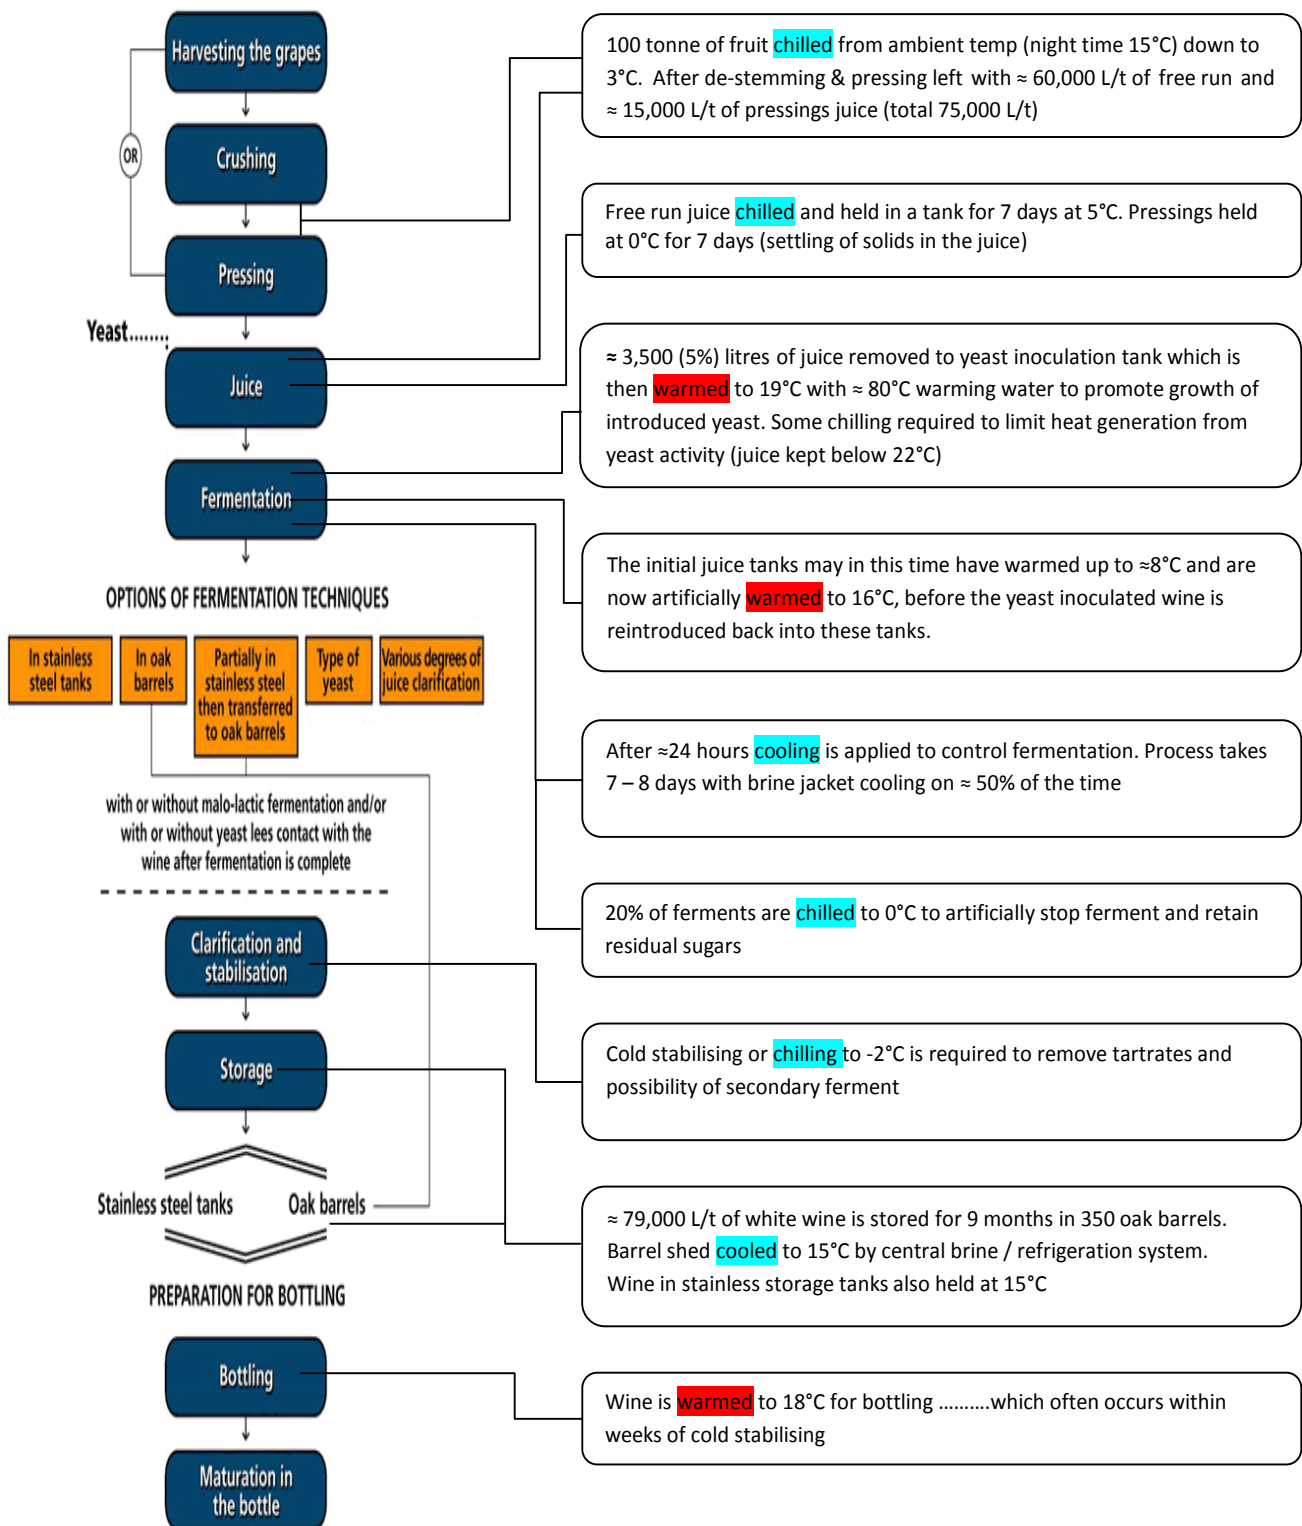 Harvesting the grapes
OR
Crushing
Pressing
Yeast........
Juice
Fermentation
OPTIONS OF FERMENTATION TECHNIQUES
In stainless
steel tanks
In oak
barrels
Partially in
stainless steel
then transferred
to oak barrels
Type of
yeast
Various degrees of
juice clarification
with or without malo-lactic fermentation and/or
with or without yeast lees contact with the
wine after fermentation is complete
Clarification and
stabilisation
Storage
Stainless steel tanks
Oak barrels
PREPARATION FOR BOTTLING
Bottling
Maturation in
the bottle
100 tonne of fruit chilled from ambient temp (night time 15°C) down to
3°C. After de-stemming & pressing left with ≈ 60,000 L/t of free run and
≈ 15,000 L/t of pressings juice (total 75,000 L/t)
Free run juice chilled and held in a tank for 7 days at 5°C. Pressings held
at 0°C for 7 days (settling of solids in the juice)
≈ 3,500 (5%) litres of juice removed to yeast inoculation tank which is
then warmed to 19°C with ≈ 80°C warming water to promote growth of
introduced yeast. Some chilling required to limit heat generation from
yeast activity (juice kept below 22°C)
The initial juice tanks may in this time have warmed up to ≈8°C and are
now artificially warmed to 16°C, before the yeast inoculated wine is
reintroduced back into these tanks.
After ≈24 hours cooling is applied to control fermentation. Process takes
7 – 8 days with brine jacket cooling on ≈ 50% of the time
20% of ferments are chilled to 0°C to artificially stop ferment and retain
residual sugars
Cold stabilising or chilling to -2°C is required to remove tartrates and
possibility of secondary ferment
≈ 79,000 L/t of white wine is stored for 9 months in 350 oak barrels.
Barrel shed cooled to 15°C by central brine / refrigeration system.
Wine in stainless storage tanks also held at 15°C
Wine is warmed to 18°C for bottling ……….which often occurs within
weeks of cold stabilising